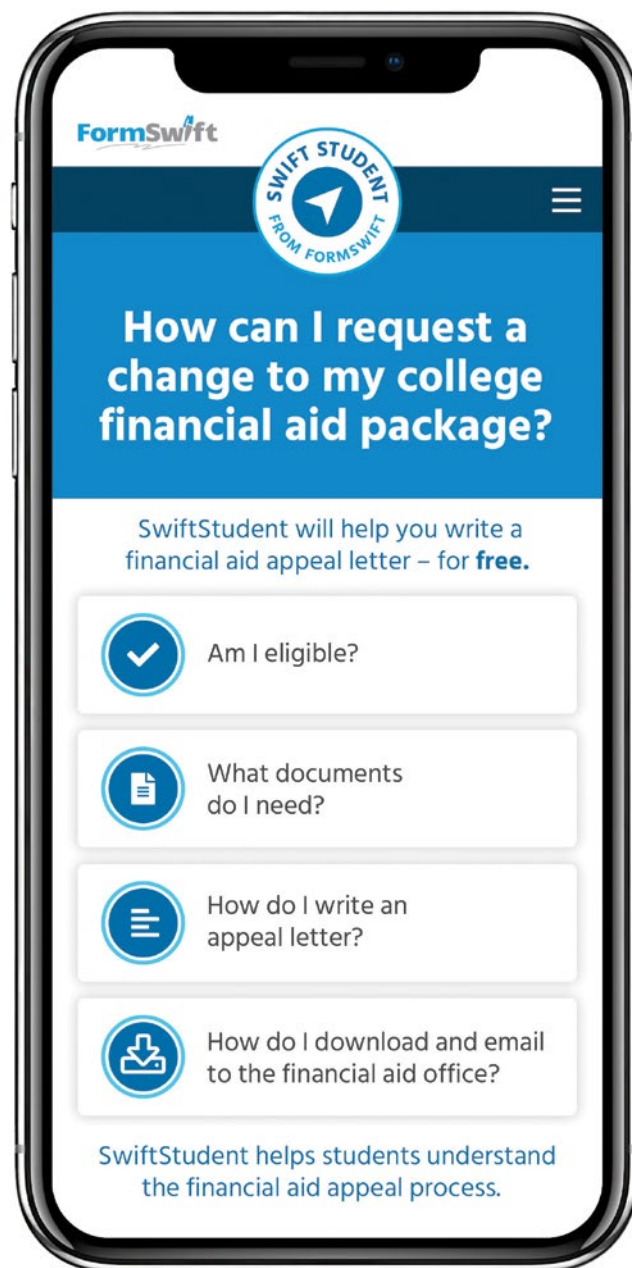 FormSwift
SWIFT STUDENT
FROM FORMSWIFT
How can I request a
change to my college
financial aid package?
SwiftStudent will help you write a
financial aid appeal letter – for free.
Am I eligible?
What documents
do I need?
How do I write an
appeal letter?
How do I download and email
to the financial aid office?
SwiftStudent helps students understand
the financial aid appeal process.